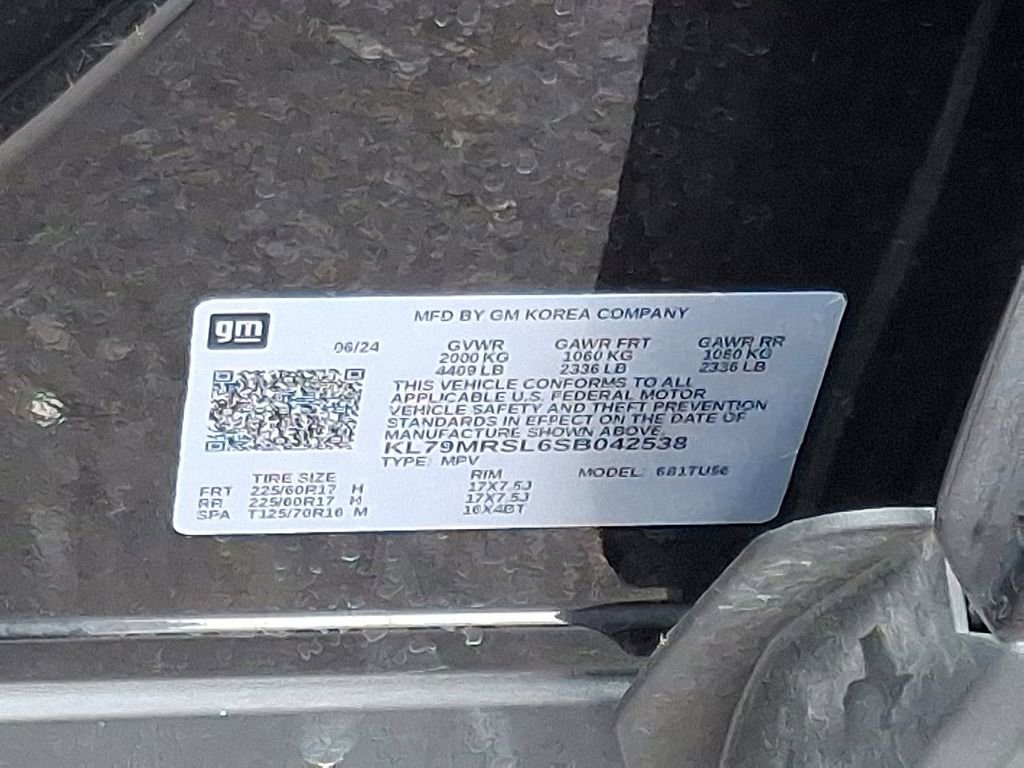 gm
MFD BY GM KOREA COMPANY
06/24
GVWR GAWR FRT GAWR RR
2000 KG 1060 KG 1060 KG
4409 LB 2336 LB 2336 LB
THIS VEHICLE CONFORMS TO ALL
APPLICABLE U.S. FEDERAL MOTOR
VEHICLE SAFETY AND THEFT PREVENTION
STANDARDS IN EFFECT ON THE DATE OF
MANUFACTURE SHOWN ABOVE.
KL79MRSL6SB042538
TYPE: MPV
TIRE SIZE RIM MODEL:
FRT 225/60R17 H 17X7.5J
RR 225/60R17 H 17X7.5J
SPA T125/70R16 M 16X4BT